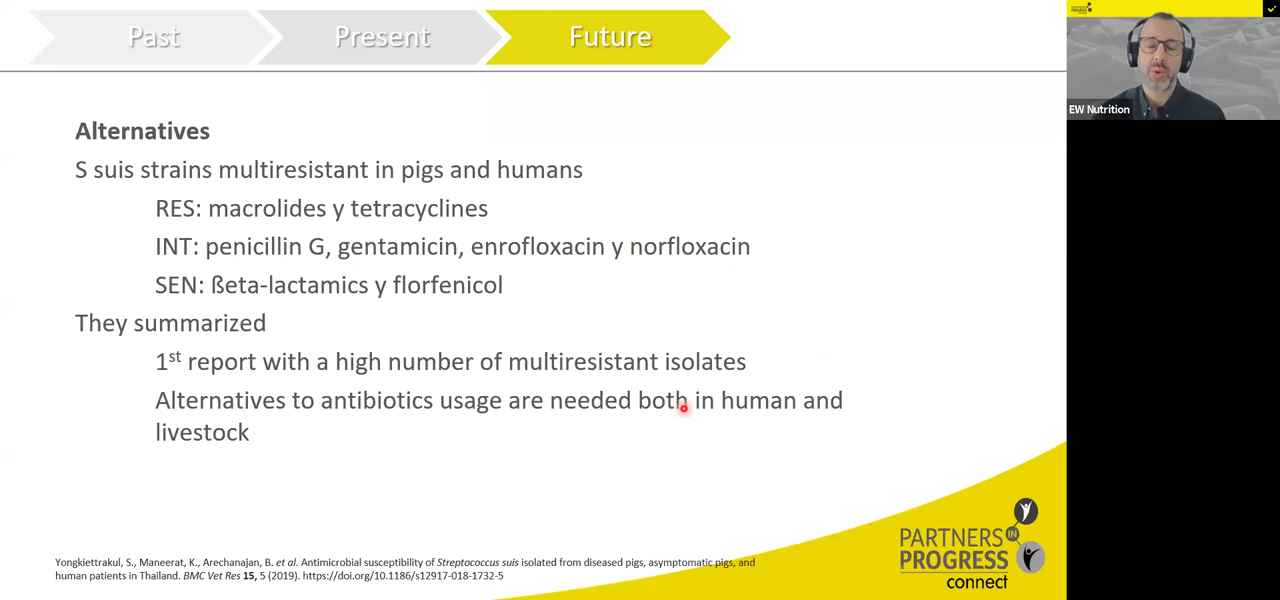 Past Present Future
EW Nutrition
Alternatives
S suis strains multiresistant in pigs and humans
RES: macrolides y tetracyclines
INT: penicillin G, gentamicin, enrofloxacin y norfloxacin
SEN: ßeta-lactamics y florfenicol
They summarized
1st report with a high number of multiresistant isolates
Alternatives to antibiotics usage are needed both in human and
livestock
PARTNERS IN
PROGRESS
connect
Yongkiettrakul, S., Maneerat, K., Arechanajan, B. et al. Antimicrobial susceptibility of Streptococcus suis isolated from diseased pigs, asymptomatic pigs, and
human patients in Thailand. BMC Vet Res 15, 5 (2019). https://doi.org/10.1186/s12917-018-1732-5